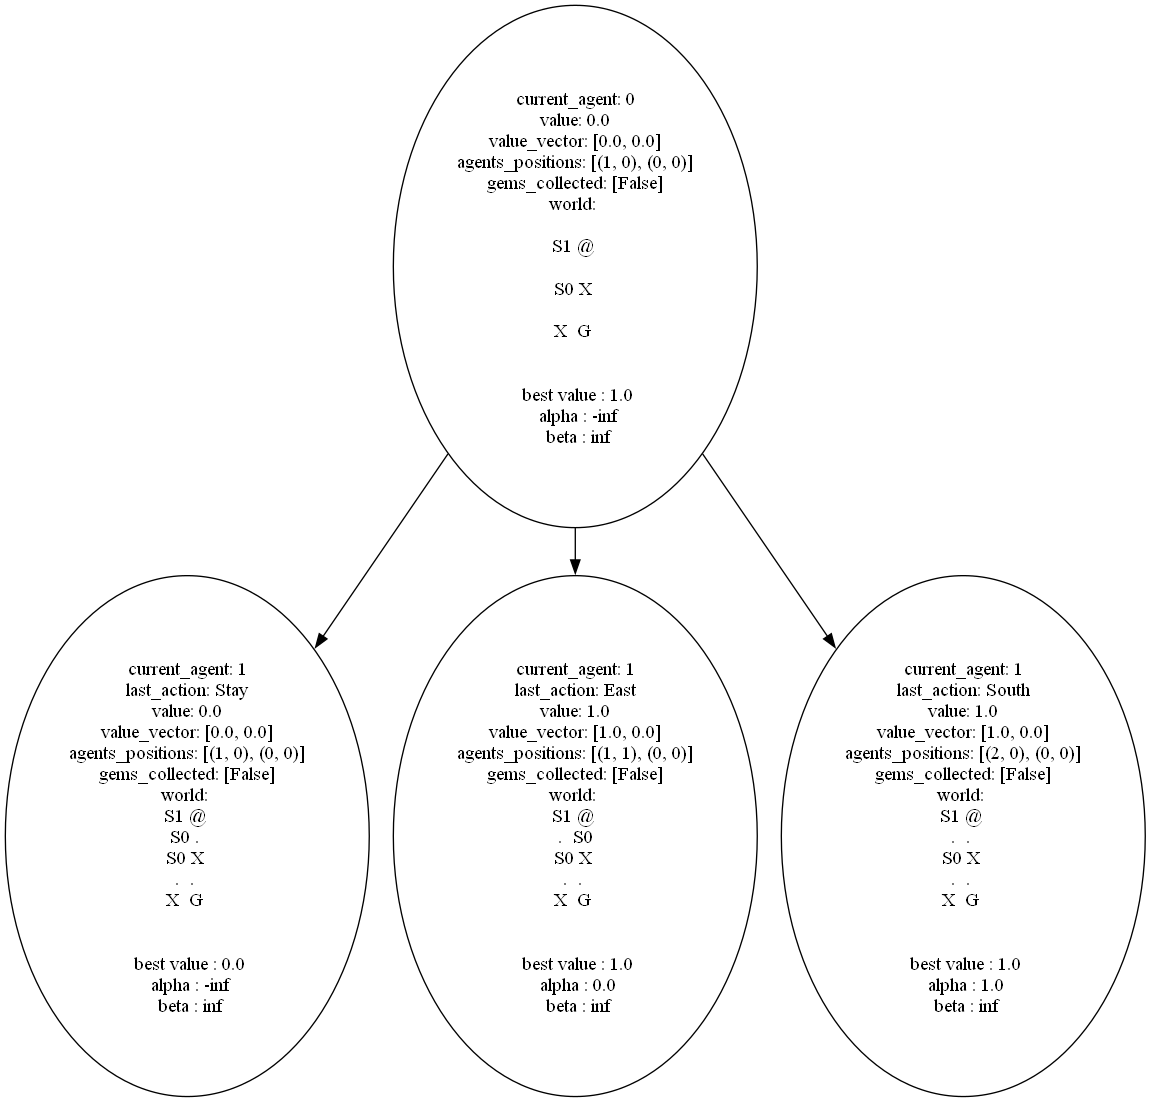 current_agent: 0
value: 0.0
value_vector: [0.0, 0.0]
agents_positions: [(1, 0), (0, 0)]
gems_collected: [False]
world:
S1 @
S0 X
X G
best value : 1.0
alpha : -inf
beta : inf
current_agent: 1
last_action: Stay
value: 0.0
value_vector: [0.0, 0.0]
agents_positions: [(1, 0), (0, 0)]
gems_collected: [False]
world:
S1 @
S0 .
S0 X
. .
X G
best value : 0.0
alpha : -inf
beta : inf
current_agent: 1
last_action: East
value: 1.0
value_vector: [1.0, 0.0]
agents_positions: [(1, 1), (0, 0)]
gems_collected: [False]
world:
S1 @
. S0
S0 X
. .
X G
best value : 1.0
alpha : 0.0
beta : inf
current_agent: 1
last_action: South
value: 1.0
value_vector: [1.0, 0.0]
agents_positions: [(2, 0), (0, 0)]
gems_collected: [False]
world:
S1 @
. .
S0 X
. .
X G
best value : 1.0
alpha : 1.0
beta : inf